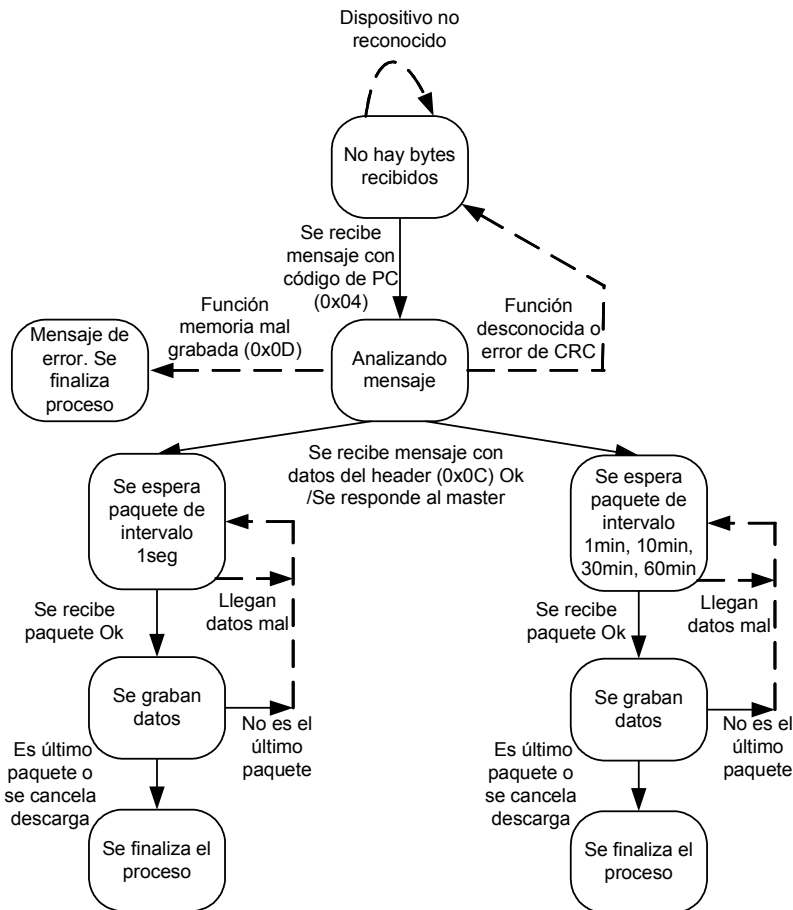 Dispositivo no
reconocido
No hay bytes
recibidos
Se recibe
mensaje con
código de PC
(0x04)
Función
memoria mal
grabada (0x0D)
Función
desconocida o
error de CRC
Mensaje de
error. Se
finaliza
proceso
Analizando
mensaje
Se recibe mensaje con
datos del header (0x0C) Ok
/Se responde al master
Se espera
paquete de
intervalo
1seg
Se espera
paquete de
intervalo
1min, 10min,
30min, 60min
Se recibe
paquete Ok
Llegan
datos mal
Se recibe
paquete Ok
Llegan
datos mal
Se graban
datos
No es el
último
paquete
Se graban
datos
No es el
último
paquete
Es último
paquete o
se cancela
descarga
Es último
paquete o
se cancela
descarga
Se finaliza el
proceso
Se finaliza el
proceso